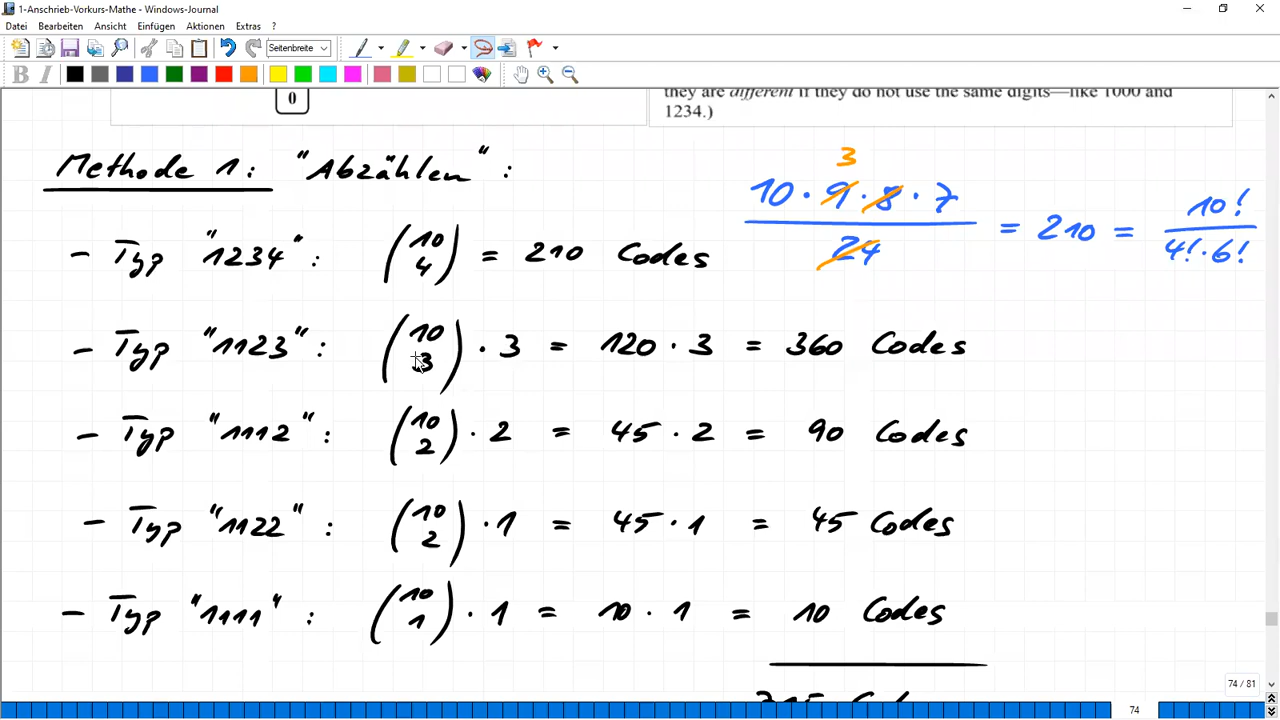 1-Anschrieb-Vorkurs-Mathe - Windows-Journal
Datei Bearbeiten Ansicht Einfügen Aktionen Extras ?
Seitenbreite
B I
0
they are different if they do not use the same digits—like 1000 and
1234.)
Methode 1: "Abzählen":
- Typ "1234": (10 4) = 210 Codes
10 · 9 · 8 · 7 / 24 = 210 = 10! / 4! · 6!
3
- Typ "1123": (10 3) · 3 = 120 · 3 = 360 Codes
- Typ "1112": (10 2) · 2 = 45 · 2 = 90 Codes
- Typ "1122": (10 2) · 1 = 45 · 1 = 45 Codes
- Typ "1111": (10 1) · 1 = 10 · 1 = 10 Codes
74 / 81
74